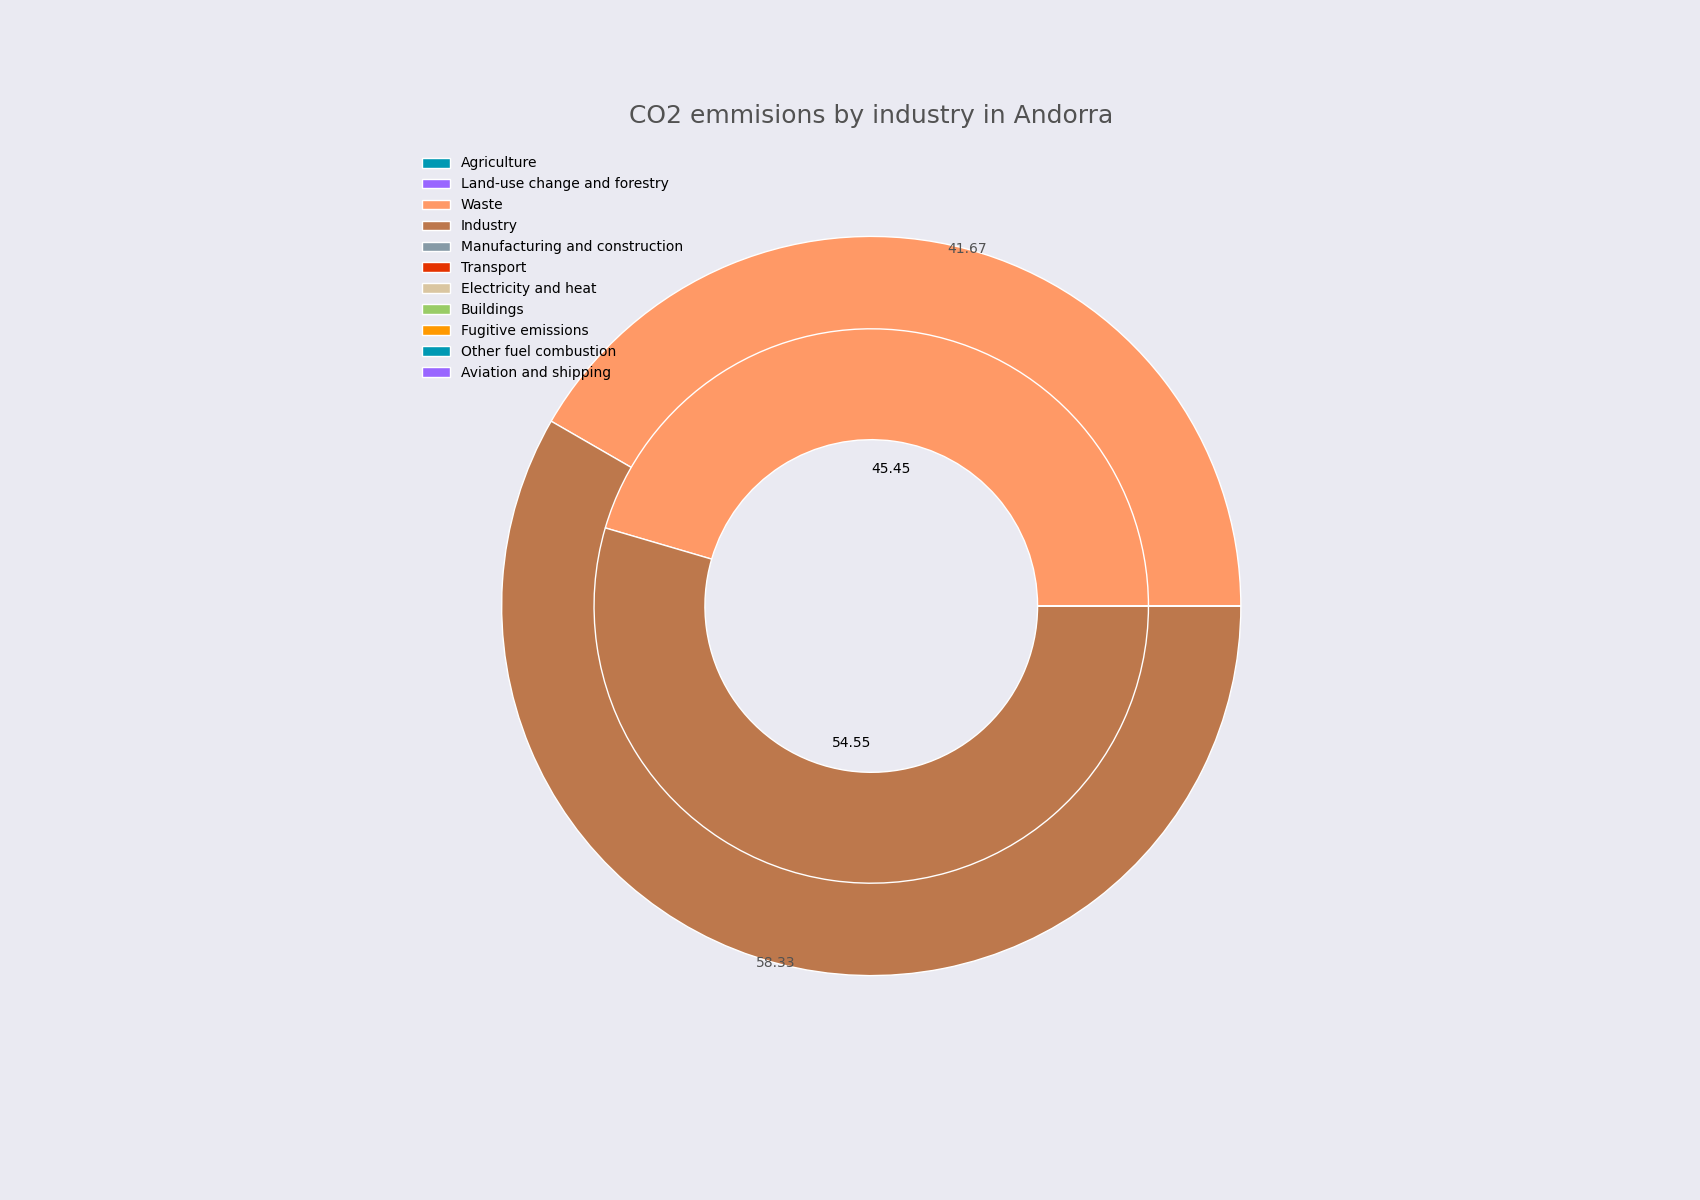 CO2 emmisions by industry in Andorra
Agriculture
Land-use change and forestry
Waste
Industry
Manufacturing and construction
Transport
Electricity and heat
Buildings
Fugitive emissions
Other fuel combustion
Aviation and shipping
41.67
45.45
54.55
58.33